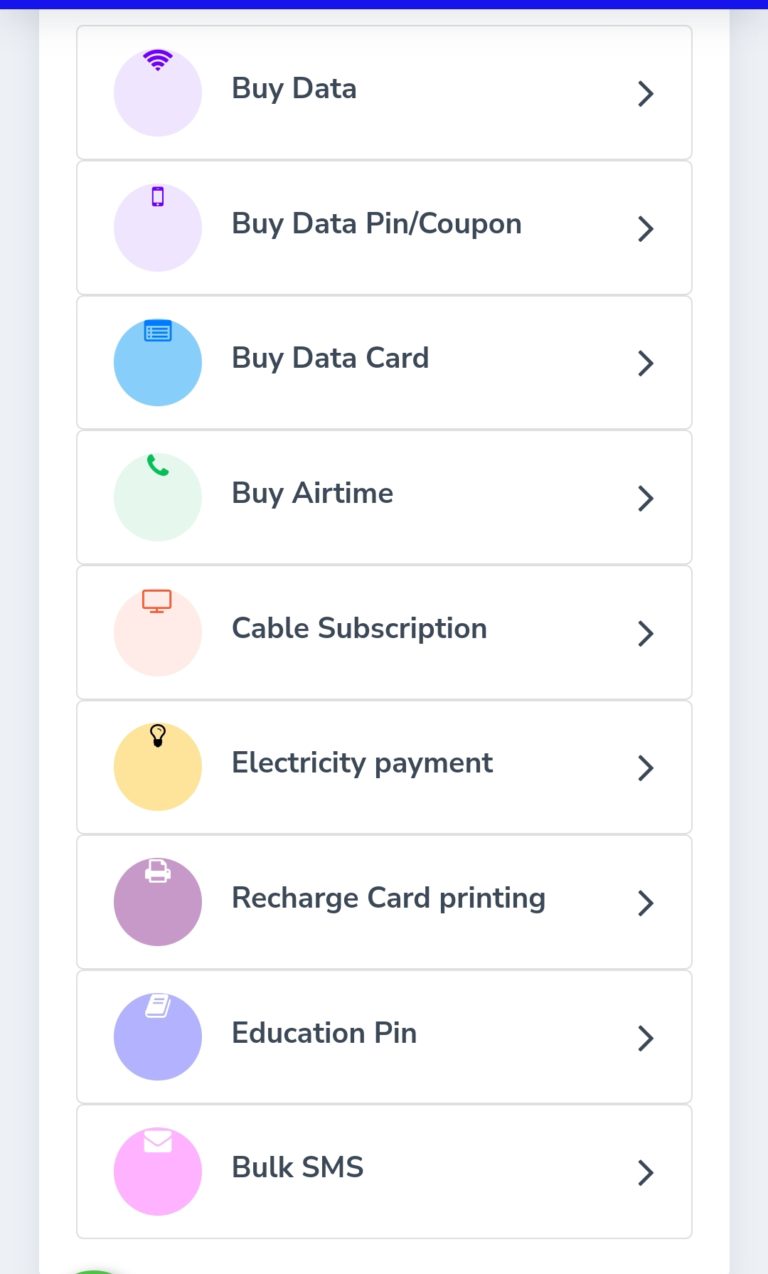 Buy Data
Buy Data Pin/Coupon
Buy Data Card
Buy Airtime
Cable Subscription
Electricity payment
Recharge Card printing
Education Pin
Bulk SMS